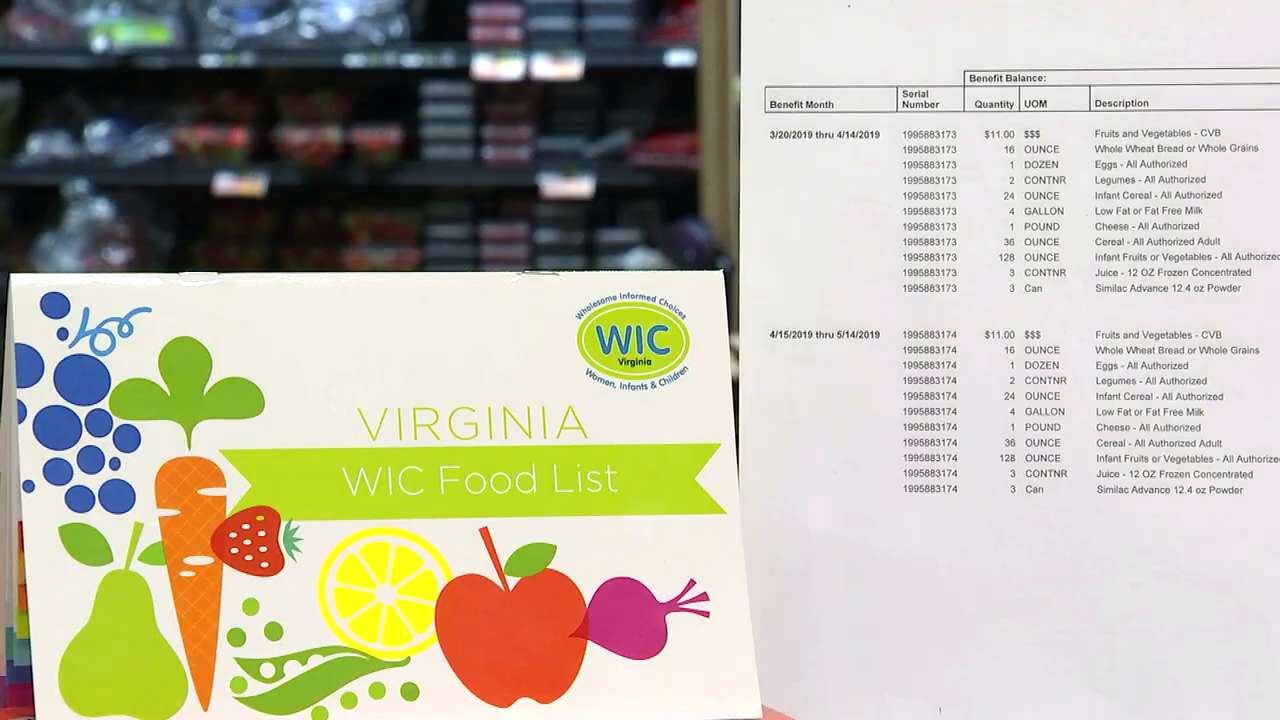 Wholesome Informed Choices
WIC
Virginia
Women, Infants & Children
VIRGINIA
WIC Food List
Benefit Balance:
Benefit Month Serial Number Quantity UOM Description
3/20/2019 thru 4/14/2019 1995883173 $11.00 $$$ Fruits and Vegetables - CVB
1995883173 16 OUNCE Whole Wheat Bread or Whole Grains
1995883173 1 DOZEN Eggs - All Authorized
1995883173 2 CONTNR Legumes - All Authorized
1995883173 24 OUNCE Infant Cereal - All Authorized
1995883173 4 GALLON Low Fat or Fat Free Milk
1995883173 1 POUND Cheese - All Authorized
1995883173 36 OUNCE Cereal - All Authorized Adult
1995883173 128 OUNCE Infant Fruits or Vegetables - All Authorized
1995883173 3 CONTNR Juice - 12 OZ Frozen Concentrated
1995883173 3 Can Similac Advance 12.4 oz Powder
4/15/2019 thru 5/14/2019 1995883174 $11.00 $$$ Fruits and Vegetables - CVB
1995883174 16 OUNCE Whole Wheat Bread or Whole Grains
1995883174 1 DOZEN Eggs - All Authorized
1995883174 2 CONTNR Legumes - All Authorized
1995883174 24 OUNCE Infant Cereal - All Authorized
1995883174 4 GALLON Low Fat or Fat Free Milk
1995883174 1 POUND Cheese - All Authorized
1995883174 36 OUNCE Cereal - All Authorized Adult
1995883174 128 OUNCE Infant Fruits or Vegetables - All Authorize
1995883174 3 CONTNR Juice - 12 OZ Frozen Concentrated
1995883174 3 Can Similac Advance 12.4 oz Powder